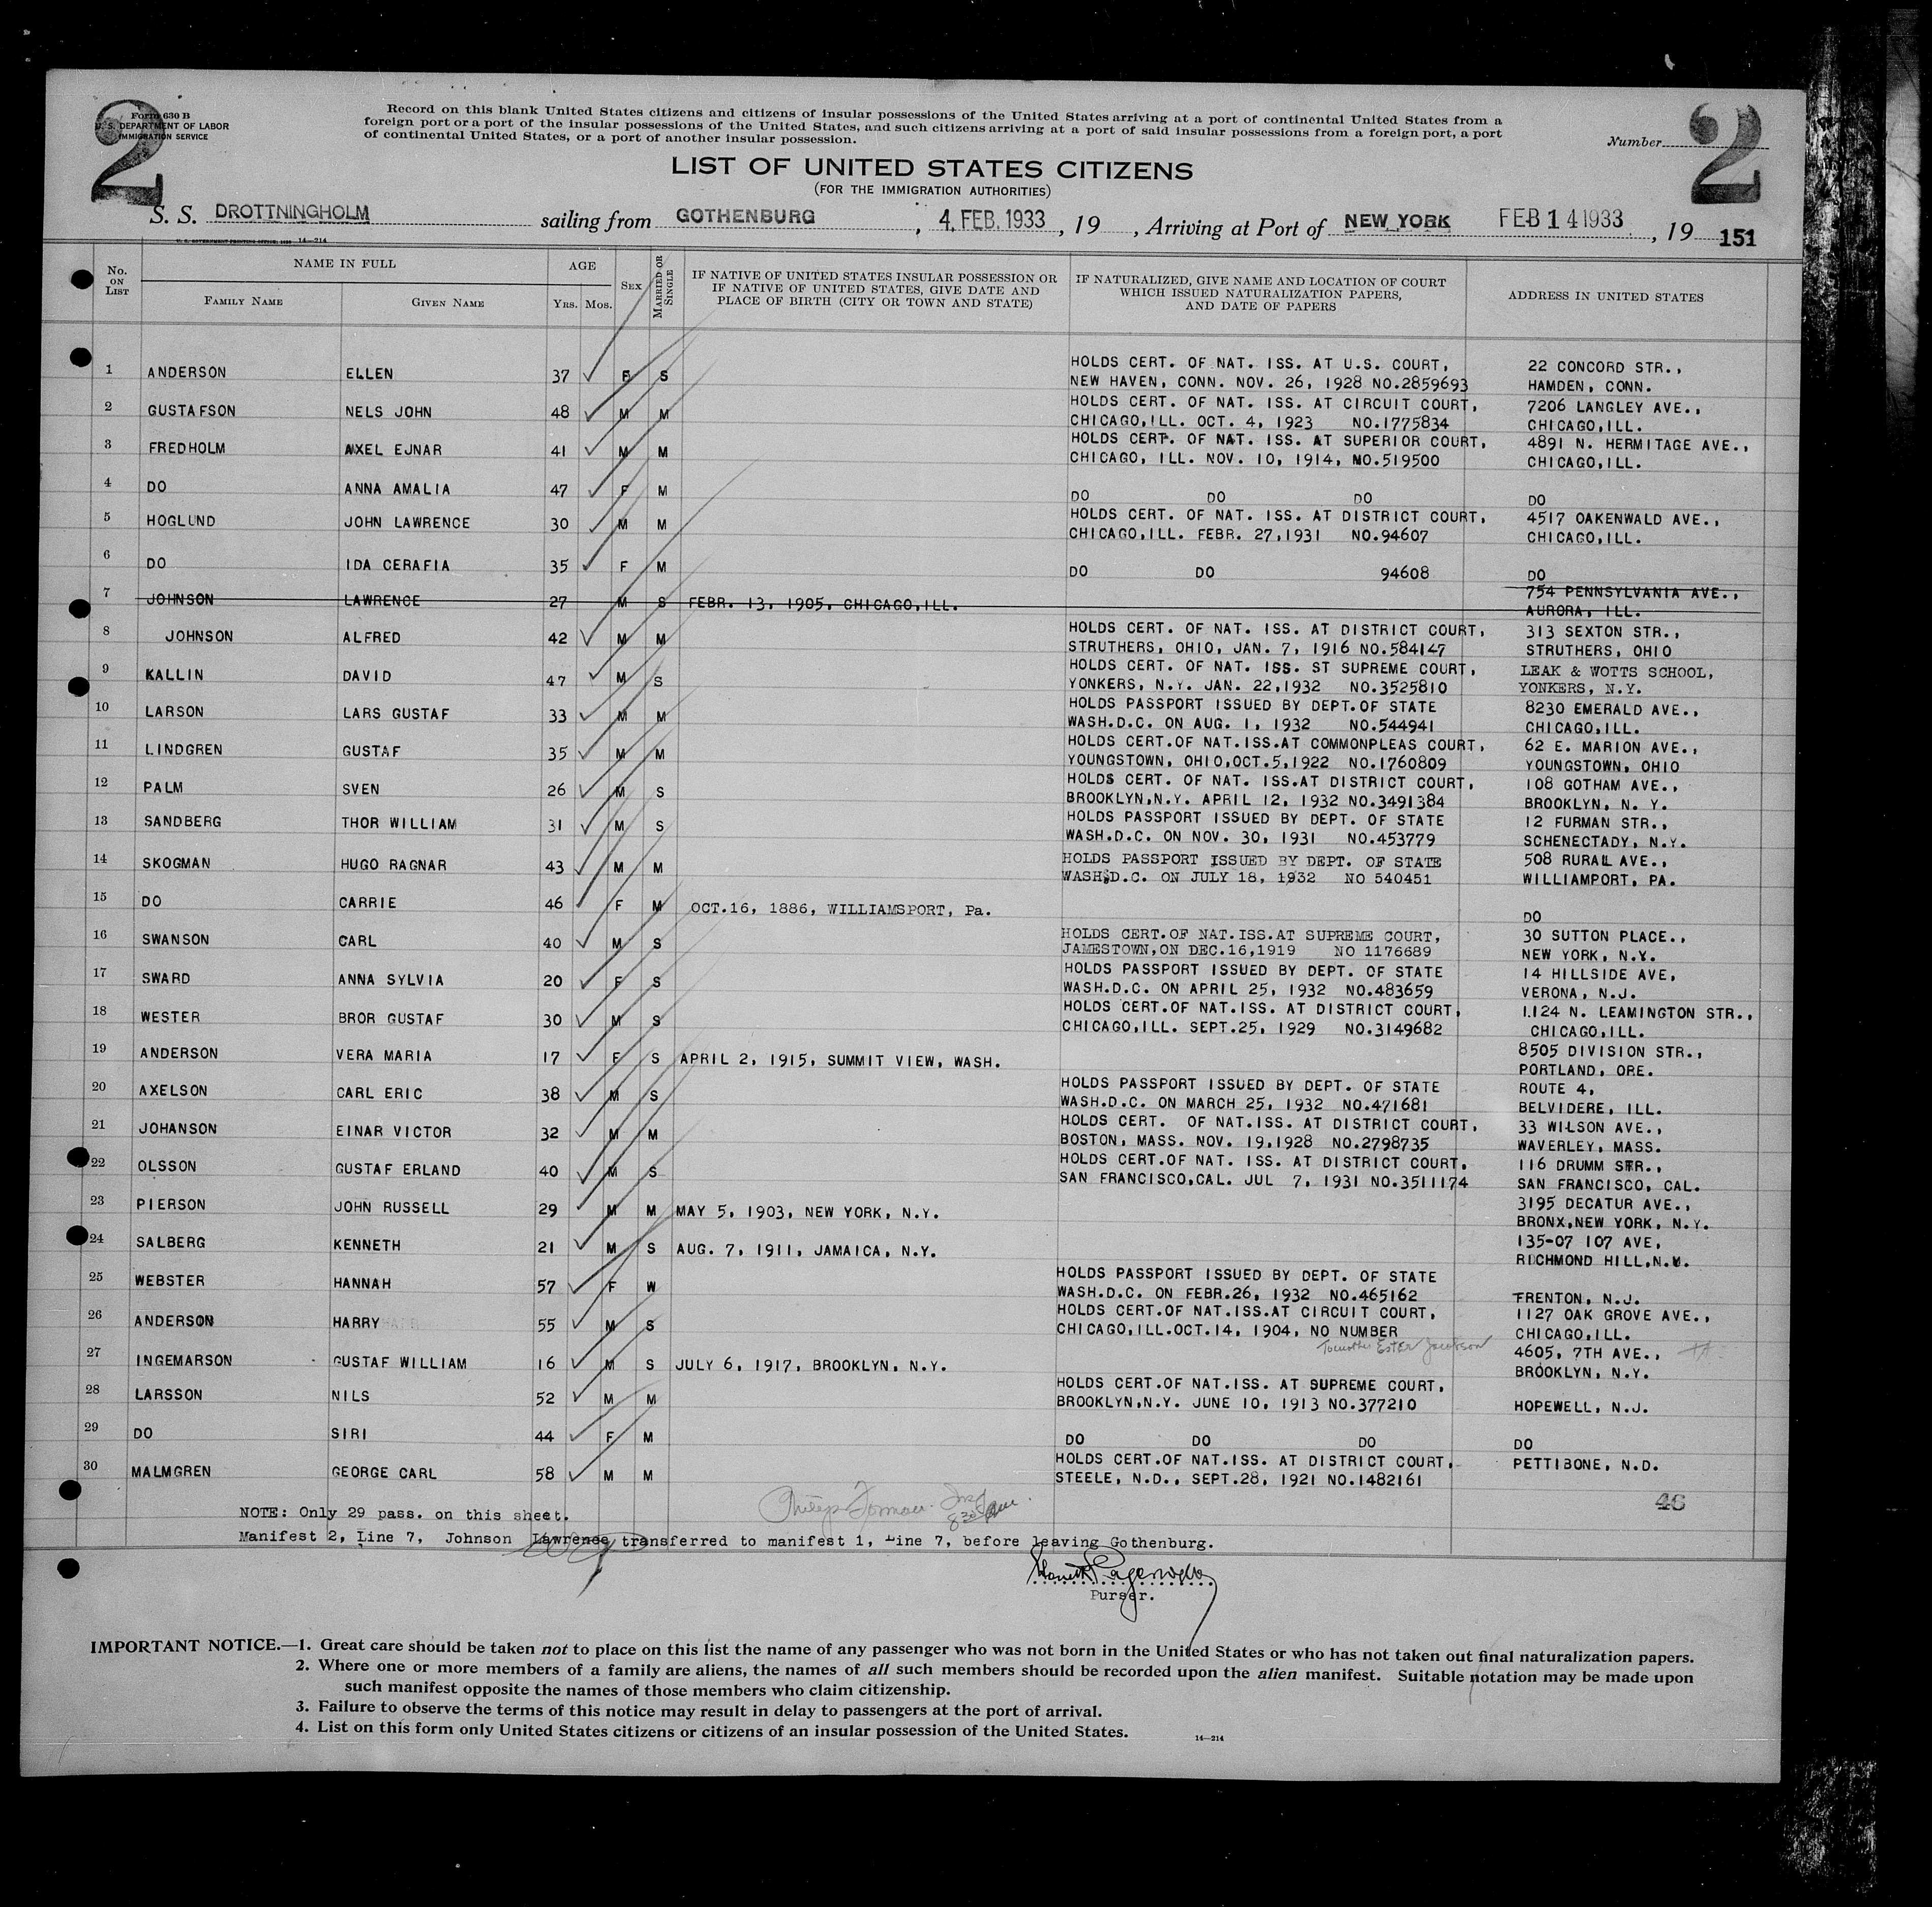 2
2
Form 630 B
U. S. DEPARTMENT OF LABOR
IMMIGRATION SERVICE
Record on this blank United States citizens and citizens of insular possessions of the United States arriving at a port of continental United States from a
foreign port or a port of the insular possessions of the United States, and such citizens arriving at a port of said insular possessions from a foreign port, a port
of continental United States, or a port of another insular possession.
Number
LIST OF UNITED STATES CITIZENS
(FOR THE IMMIGRATION AUTHORITIES)
S. S. DROTTNINGHOLM sailing from GOTHENBURG, 4. FEB. 1933, 19 , Arriving at Port of NEW YORK FEB 14 1933, 19 151
U. S. GOVERNMENT PRINTING OFFICE 14—214
No. ON LIST NAME IN FULL FAMILY NAME GIVEN NAME AGE Yrs. Mos. SEX MARRIED OR SINGLE
IF NATIVE OF UNITED STATES INSULAR POSSESSION OR
IF NATIVE OF UNITED STATES, GIVE DATE AND
PLACE OF BIRTH (CITY OR TOWN AND STATE)
IF NATURALIZED, GIVE NAME AND LOCATION OF COURT
WHICH ISSUED NATURALIZATION PAPERS,
AND DATE OF PAPERS
ADDRESS IN UNITED STATES
1 ANDERSON ELLEN 37 F S HOLDS CERT. OF NAT. ISS. AT U.S. COURT, 22 CONCORD STR.,
NEW HAVEN, CONN. NOV. 26, 1928 NO.2859693 HAMDEN, CONN.
2 GUSTAFSON NELS JOHN 48 M M HOLDS CERT. OF NAT. ISS. AT CIRCUIT COURT, 7206 LANGLEY AVE.,
CHICAGO,ILL. OCT. 4, 1923 NO.1775834 CHICAGO,ILL.
3 FREDHOLM AXEL EJNAR 41 M M HOLDS CERT. OF NAT. ISS. AT SUPERIOR COURT, 4891 N. HERMITAGE AVE.,
CHICAGO, ILL. NOV. 10, 1914, NO.519500 CHICAGO,ILL.
4 DO ANNA AMALIA 47 F M DO DO DO DO
5 HOGLUND JOHN LAWRENCE 30 M M HOLDS CERT. OF NAT. ISS. AT DISTRICT COURT, 4517 OAKENWALD AVE.,
CHICAGO,ILL. FEBR. 27,1931 NO.94607 CHICAGO,ILL.
6 DO IDA CERAFIA 35 F M DO DO 94608 DO
7 JOHNSON LAWRENCE 27 M S FEBR. 13, 1905, CHICAGO,ILL. 754 PENNSYLVANIA AVE.,
AURORA, ILL.
8 JOHNSON ALFRED 42 M M HOLDS CERT. OF NAT. ISS. AT DISTRICT COURT, 313 SEXTON STR.,
STRUTHERS, OHIO, JAN. 7, 1916 NO.584147 STRUTHERS, OHIO
9 KALLIN DAVID 47 M S HOLDS CERT. OF NAT. ISS. ST SUPREME COURT, LEAK & WOTTS SCHOOL,
YONKERS, N.Y. JAN. 22,1932 NO.3525810 YONKERS, N.Y.
10 LARSON LARS GUSTAF 33 M M HOLDS PASSPORT ISSUED BY DEPT.OF STATE 8230 EMERALD AVE.,
WASH.D.C. ON AUG. 1, 1932 NO.544941 CHICAGO,ILL.
11 LINDGREN GUSTAF 35 M M HOLDS CERT.OF NAT.ISS.AT COMMONPLEAS COURT, 62 E. MARION AVE.,
YOUNGSTOWN, OHIO,OCT.5,1922 NO.1760809 YOUNGSTOWN, OHIO
12 PALM SVEN 26 M S HOLDS CERT. OF NAT. ISS.AT DISTRICT COURT, 108 GOTHAM AVE.,
BROOKLYN,N.Y. APRIL 12, 1932 NO.3491384 BROOKLYN, N. Y.
13 SANDBERG THOR WILLIAM 31 M S HOLDS PASSPORT ISSUED BY DEPT. OF STATE 12 FURMAN STR.,
WASH.D.C. ON NOV. 30, 1931 NO.453779 SCHENECTADY, N.Y.
14 SKOGMAN HUGO RAGNAR 43 M M HOLDS PASSPORT ISSUED BY DEPT. OF STATE 508 RURAL AVE.,
WASH.D.C. ON JULY 18, 1932 NO 540451 WILLIAMPORT, PA.
15 DO CARRIE 46 F M OCT.16, 1886, WILLIAMSPORT, Pa. DO
16 SWANSON CARL 40 M S HOLDS CERT.OF NAT.ISS.AT SUPREME COURT, 30 SUTTON PLACE.,
JAMESTOWN,ON DEC.16,1919 NO 1176689 NEW YORK, N.Y.
17 SWARD ANNA SYLVIA 20 F S HOLDS PASSPORT ISSUED BY DEPT. OF STATE 14 HILLSIDE AVE,
WASH.D.C. ON APRIL 25, 1932 NO.483659 VERONA, N.J.
18 WESTER BROR GUSTAF 30 M S HOLDS CERT.OF NAT.ISS. AT DISTRICT COURT, 1124 N. LEAMINGTON STR.,
CHICAGO,ILL. SEPT.25, 1929 NO.3149682 CHICAGO,ILL.
19 ANDERSON VERA MARIA 17 F S APRIL 2, 1915, SUMMIT VIEW, WASH. 8505 DIVISION STR.,
PORTLAND, ORE.
20 AXELSON CARL ERIC 38 M S HOLDS PASSPORT ISSUED BY DEPT. OF STATE ROUTE 4,
WASH.D.C. ON MARCH 25, 1932 NO.471681 BELVIDERE, ILL.
21 JOHANSON EINAR VICTOR 32 M M HOLDS CERT. OF NAT.ISS. AT DISTRICT COURT, 33 WILSON AVE.,
BOSTON, MASS. NOV. 19,1928 NO.2798735 WAVERLEY, MASS.
22 OLSSON GUSTAF ERLAND 40 M S HOLDS CERT.OF NAT. ISS. AT DISTRICT COURT, 116 DRUMM STR.,
SAN FRANCISCO,CAL. JUL 7, 1931 NO.3511174 SAN FRANCISCO, CAL.
23 PIERSON JOHN RUSSELL 29 M M MAY 5, 1903, NEW YORK, N.Y. 3195 DECATUR AVE.,
BRONX,NEW YORK, N.Y.
24 SALBERG KENNETH 21 M S AUG. 7, 1911, JAMAICA, N.Y. 135-07 107 AVE,
RICHMOND HILL,N.Y.
25 WEBSTER HANNAH 57 F W HOLDS PASSPORT ISSUED BY DEPT. OF STATE
WASH.D.C. ON FEBR.26, 1932 NO.465162 TRENTON, N.J.
26 ANDERSON HARRY 55 M S HOLDS CERT.OF NAT.ISS.AT CIRCUIT COURT, 1127 OAK GROVE AVE.,
CHICAGO,ILL.OCT.14, 1904, NO NUMBER CHICAGO,ILL.
To mother Ester Jacobson
27 INGEMARSON GUSTAF WILLIAM 16 M S JULY 6, 1917, BROOKLYN, N.Y. 4605, 7TH AVE.,
BROOKLYN, N.Y.
28 LARSSON NILS 52 M M HOLDS CERT.OF NAT.ISS. AT SUPREME COURT,
BROOKLYN,N.Y. JUNE 10, 1913 NO.377210 HOPEWELL, N.J.
29 DO SIRI 44 F M DO DO DO DO
30 MALMGREN GEORGE CARL 58 M M HOLDS CERT.OF NAT.ISS. AT DISTRICT COURT, PETTIBONE, N.D.
STEELE, N.D., SEPT.28, 1921 NO.1482161
46
NOTE: Only 29 pass. on this sheet.
Manifest 2, Line 7, Johnson Lawrence transferred to manifest 1, Line 7, before leaving Gothenburg.
Purser.
IMPORTANT NOTICE.—1. Great care should be taken not to place on this list the name of any passenger who was not born in the United States or who has not taken out final naturalization papers.
2. Where one or more members of a family are aliens, the names of all such members should be recorded upon the alien manifest. Suitable notation may be made upon
such manifest opposite the names of those members who claim citizenship.
3. Failure to observe the terms of this notice may result in delay to passengers at the port of arrival.
4. List on this form only United States citizens or citizens of an insular possession of the United States.
14—214